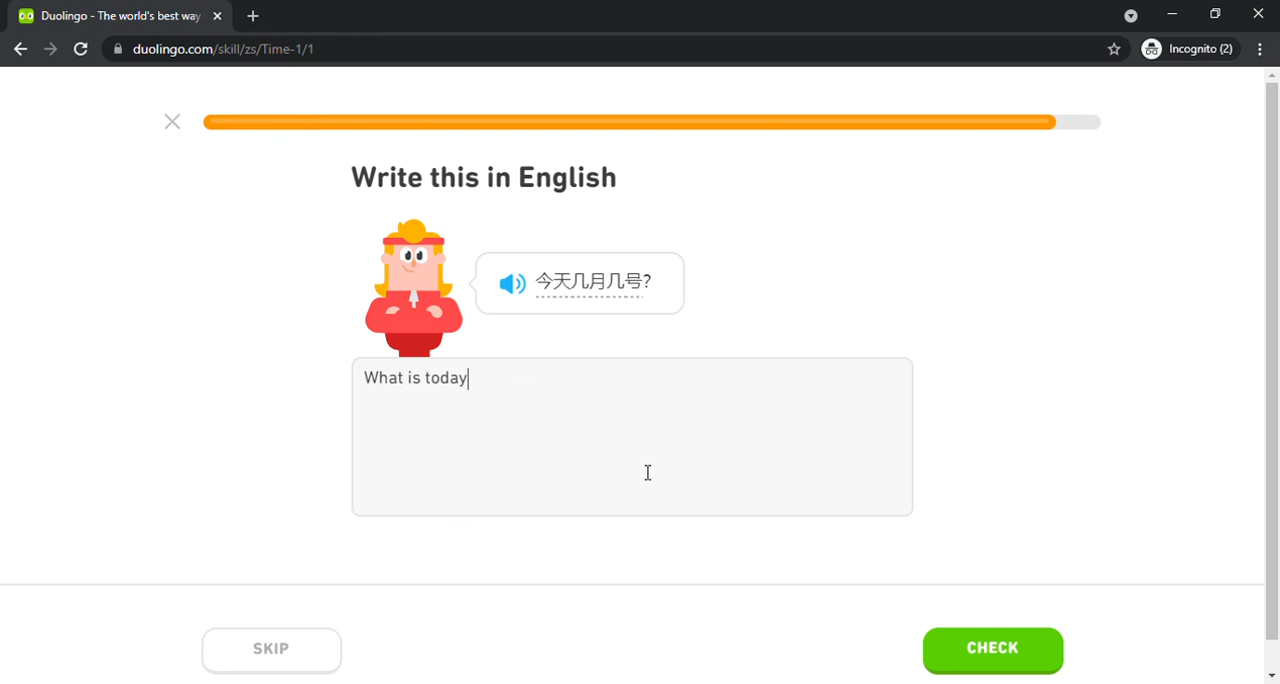 Duolingo - The world's best way
duolingo.com/skill/zs/Time-1/1
Incognito (2)
Write this in English
今天几月几号?
What is today
SKIP
CHECK